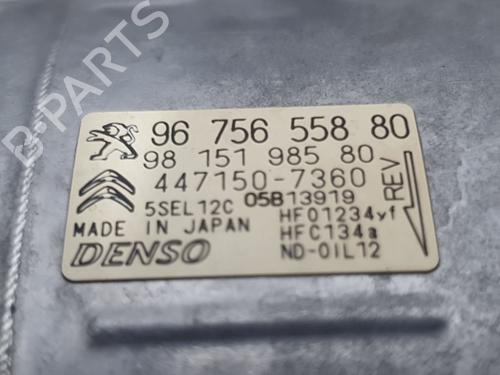 B-PARTS
96 756 558 80
98 151 985 80
447150-7360
5SEL12C 05B13919
MADE IN JAPAN
DENSO
HFO1234yf
HFC134a
ND-OIL12
REV